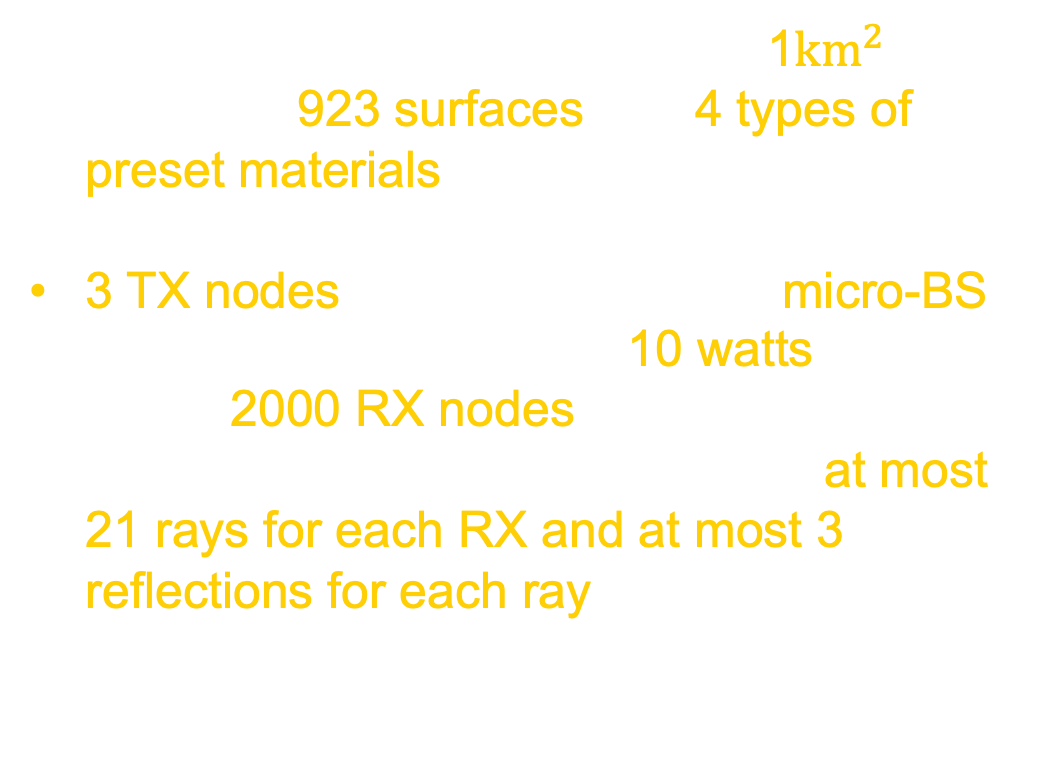 1km²
923 surfaces 4 types of
preset materials
• 3 TX nodes micro-BS
10 watts
2000 RX nodes
at most
21 rays for each RX and at most 3
reflections for each ray